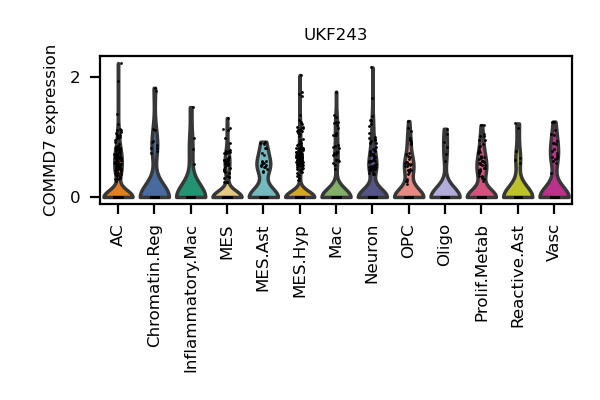 UKF243
COMMD7 expression
2
0
AC
Chromatin.Reg
Inflammatory.Mac
MES
MES.Ast
MES.Hyp
Mac
Neuron
OPC
Oligo
Prolif.Metab
Reactive.Ast
Vasc